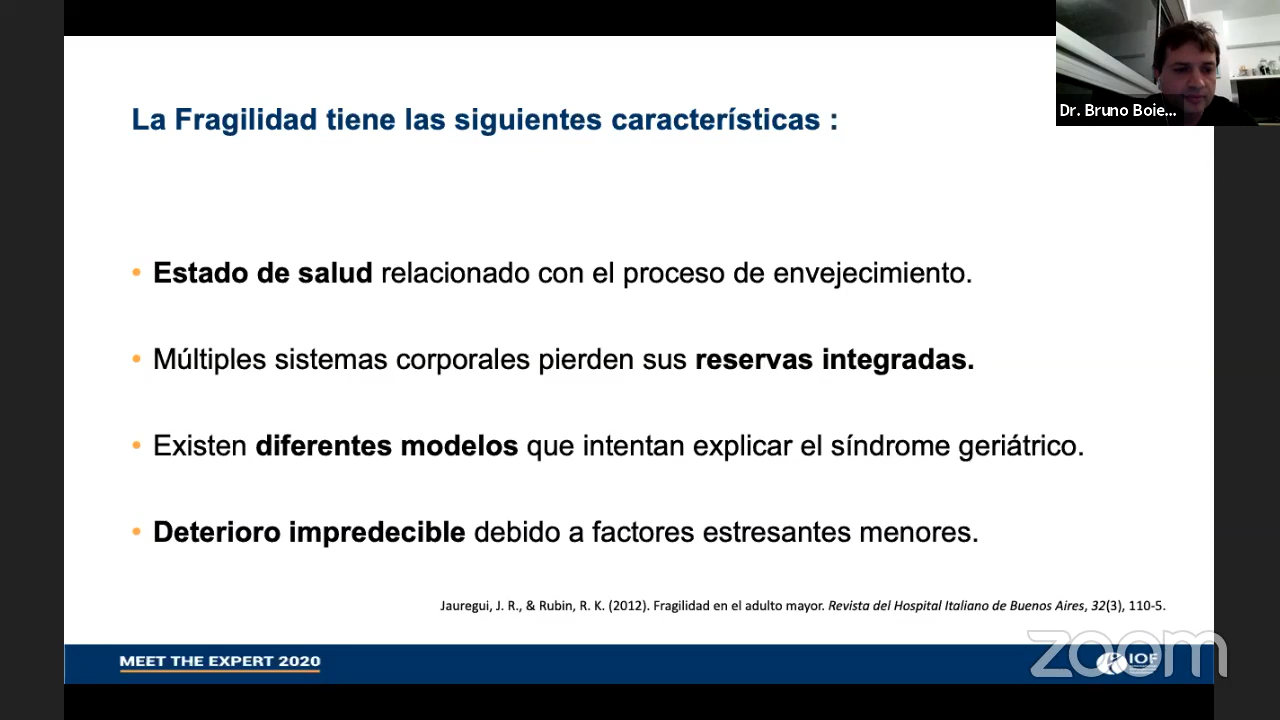 Dr. Bruno Boie...
La Fragilidad tiene las siguientes características :
• Estado de salud relacionado con el proceso de envejecimiento.
• Múltiples sistemas corporales pierden sus reservas integradas.
• Existen diferentes modelos que intentan explicar el síndrome geriátrico.
• Deterioro impredecible debido a factores estresantes menores.
Jauregui, J. R., & Rubin, R. K. (2012). Fragilidad en el adulto mayor. Revista del Hospital Italiano de Buenos Aires, 32(3), 110-5.
MEET THE EXPERT 2020
IOF
zoom